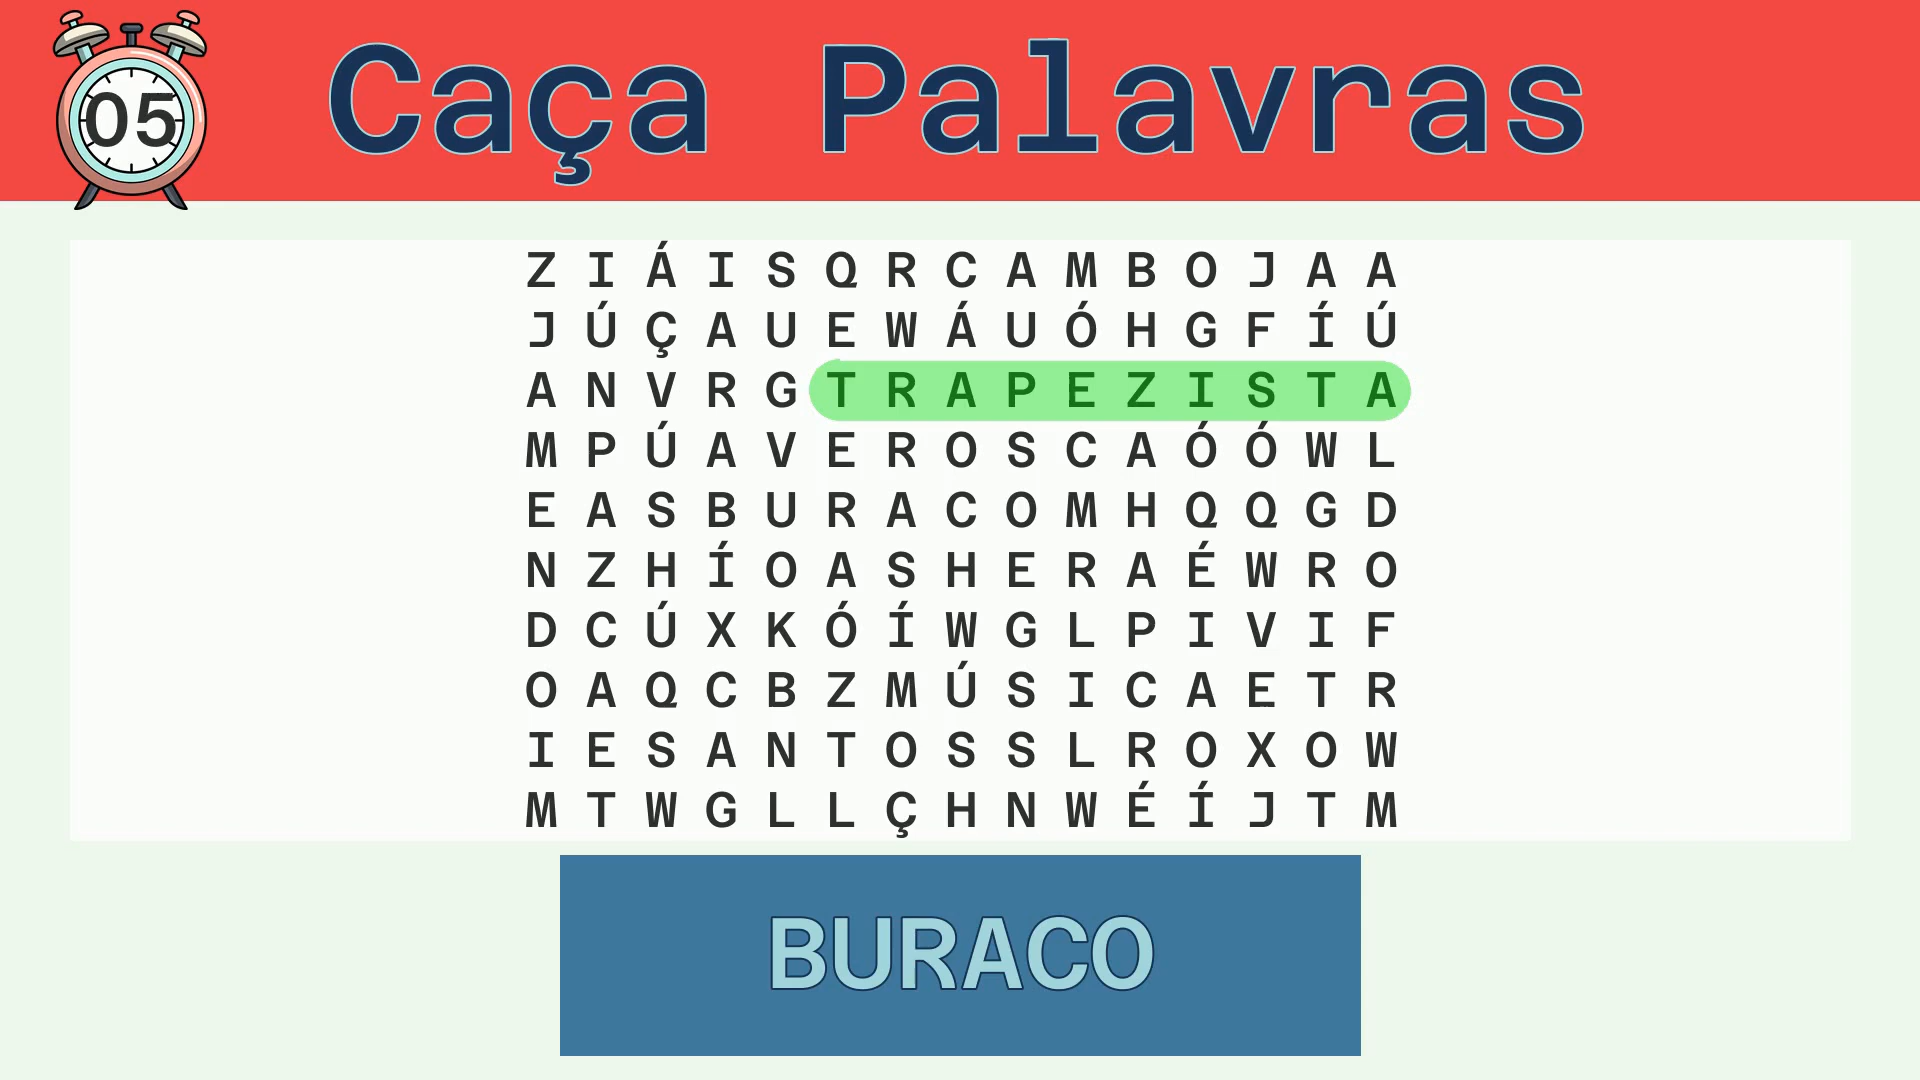 05
Caça Palavras
Z I Á I S Q R C A M B O J A A
J Ú Ç A U E W Á U Ó H G F Í Ú
A N V R G T R A P E Z I S T A
M P Ú A V E R O S C A Ó Ó W L
E A S B U R A C O M H Q Q G D
N Z H Í O A S H E R A É W R O
D C Ú X K Ó Í W G L P I V I F
O A Q C B Z M Ú S I C A E T R
I E S A N T O S S L R O X O W
M T W G L L Ç H N W É Í J T M
BURACO